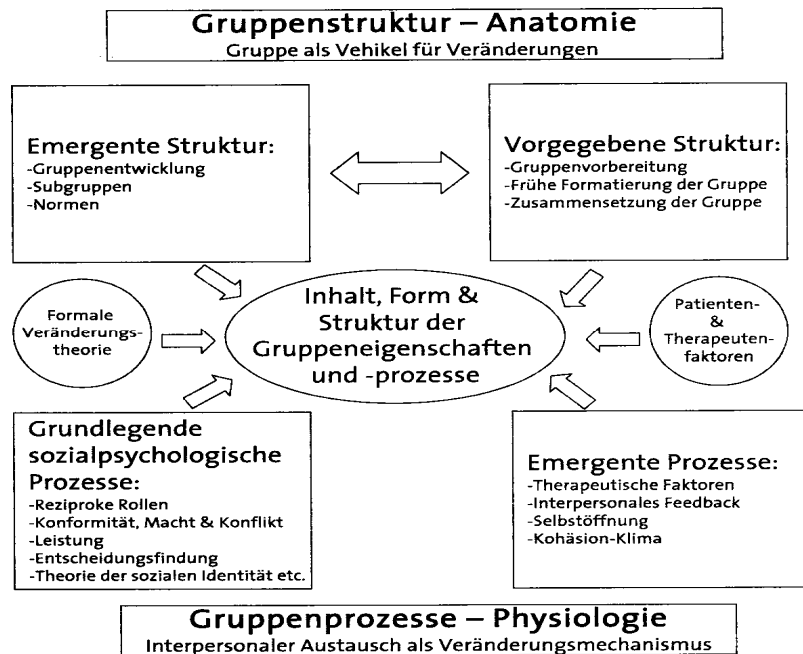 Gruppenstruktur – Anatomie
Gruppe als Vehikel für Veränderungen
Emergente Struktur:
-Gruppenentwicklung
-Subgruppen
-Normen
Vorgegebene Struktur:
-Gruppenvorbereitung
-Frühe Formatierung der Gruppe
-Zusammensetzung der Gruppe
Formale
Veränderungs-
theorie
Inhalt, Form &
Struktur der
Gruppeneigenschaften
und -prozesse
Patienten-
&
Therapeuten-
faktoren
Grundlegende
sozialpsychologische
Prozesse:
-Reziproke Rollen
-Konformität, Macht & Konflikt
-Leistung
-Entscheidungsfindung
-Theorie der sozialen Identität etc.
Emergente Prozesse:
-Therapeutische Faktoren
-Interpersonales Feedback
-Selbstöffnung
-Kohäsion-Klima
Gruppenprozesse – Physiologie
Interpersonaler Austausch als Veränderungsmechanismus